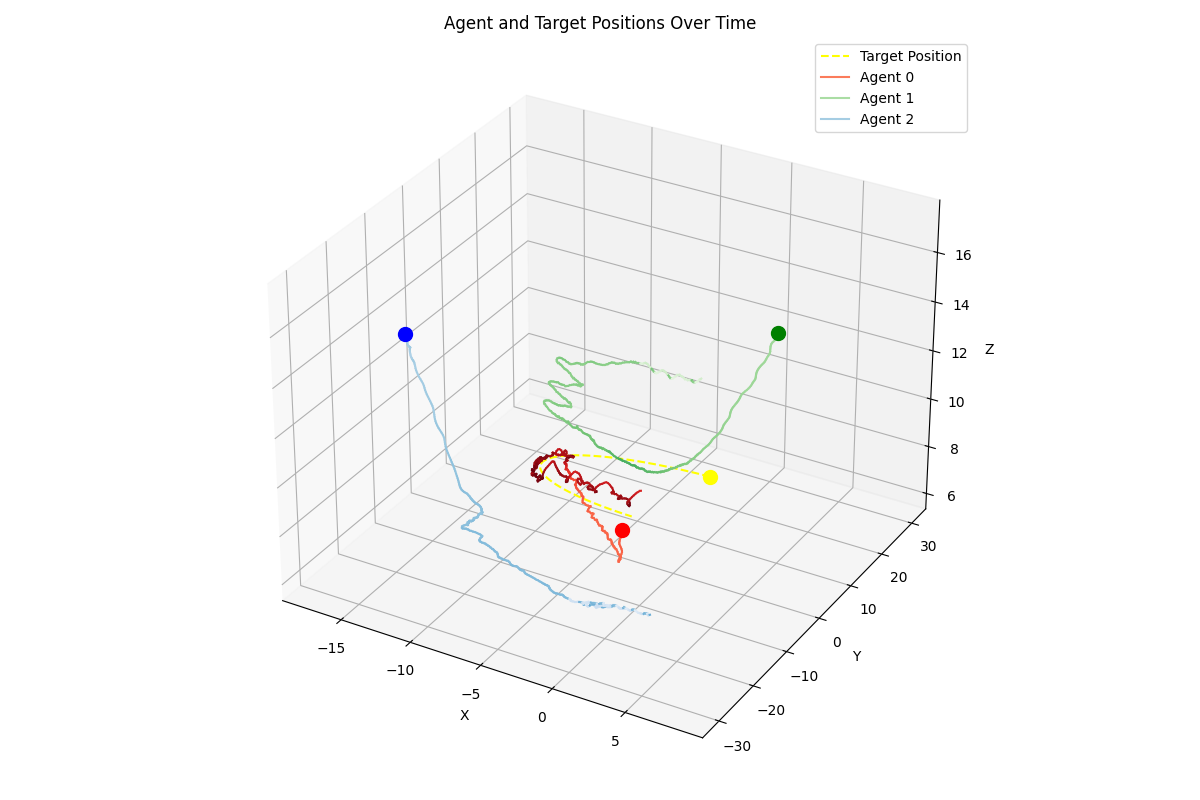 Agent and Target Positions Over Time
Target Position
Agent 0
Agent 1
Agent 2
16
14
12
10
8
6
Z
30
20
10
0
−10
−20
−30
Y
−15
−10
−5
0
5
X